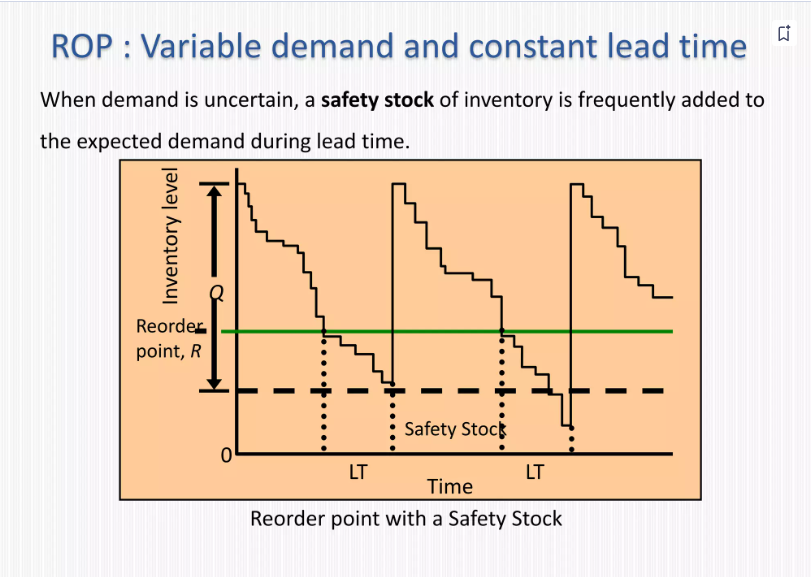 ROP : Variable demand and constant lead time
When demand is uncertain, a safety stock of inventory is frequently added to
the expected demand during lead time.
Inventory level
Q
Reorder
point, R
Safety Stock
0
LT
LT
Time
Reorder point with a Safety Stock